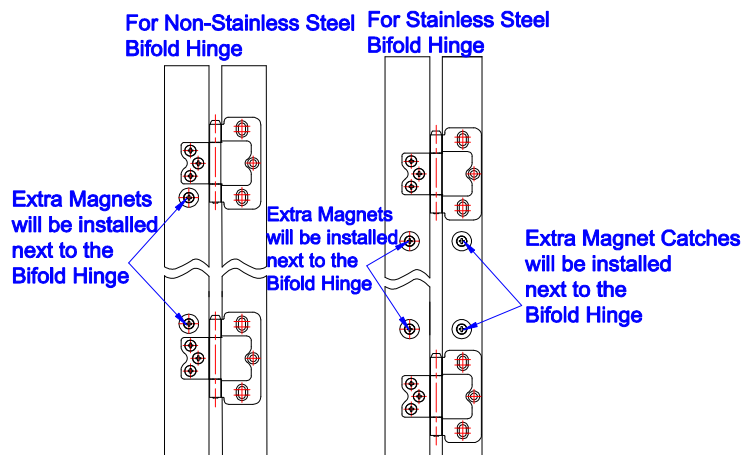 For Non-Stainless Steel
Bifold Hinge
For Stainless Steel
Bifold Hinge
Extra Magnets
will be installed
next to the
Bifold Hinge
Extra Magnets
will be installed
next to the
Bifold Hinge
Extra Magnet Catches
will be installed
next to the
Bifold Hinge